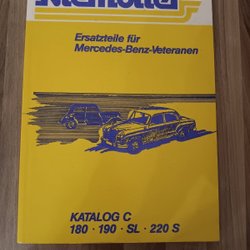 Ersatzteile für
Mercedes-Benz-Veteranen
KATALOG C
180 · 190 · SL · 220 S